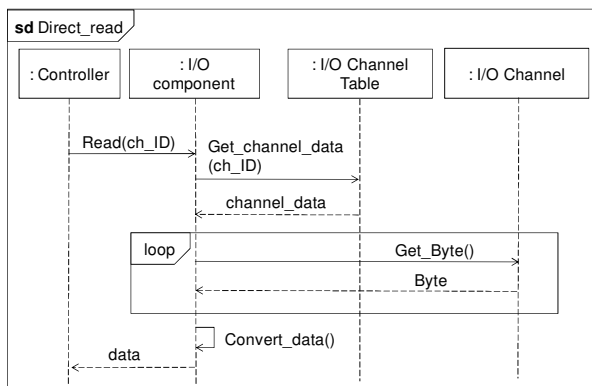 sd Direct_read
: Controller
: I/O
component
: I/O Channel
Table
: I/O Channel
Read(ch_ID)
Get_channel_data
(ch_ID)
channel_data
loop
Get_Byte()
Byte
Convert_data()
data